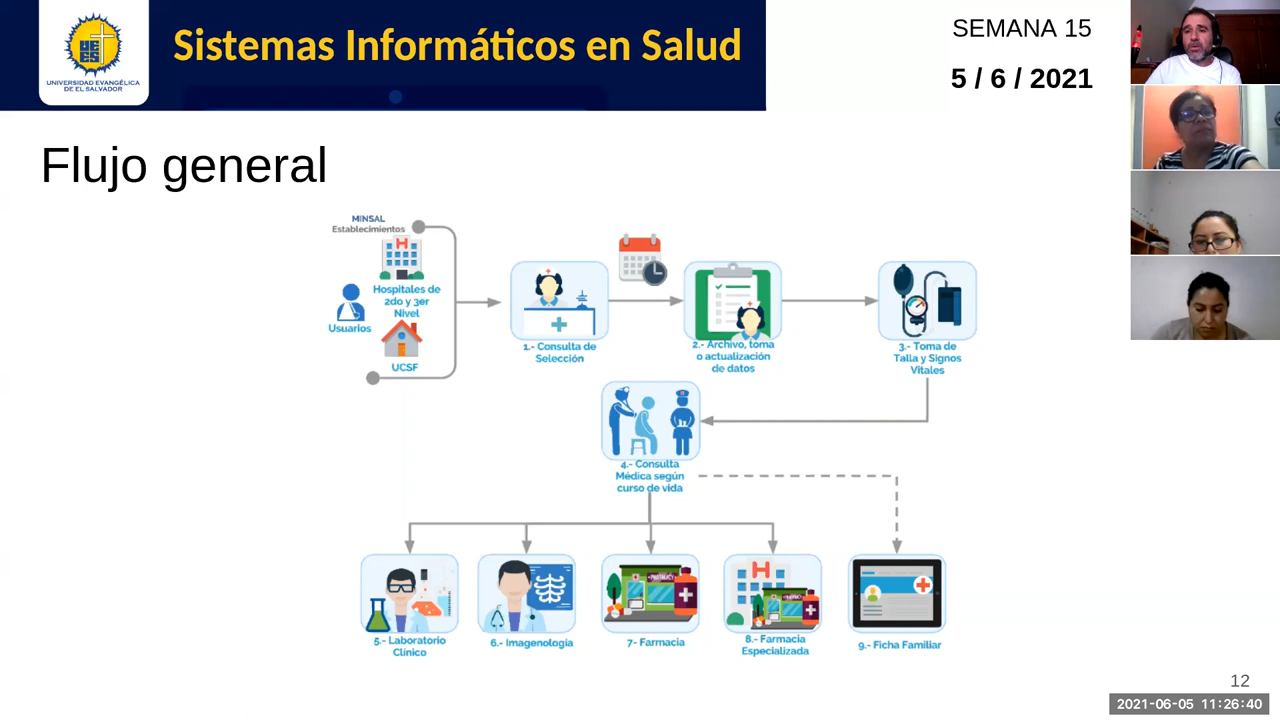 UNIVERSIDAD EVANGÉLICA
DE EL SALVADOR
Sistemas Informáticos en Salud
SEMANA 15
5 / 6 / 2021
Flujo general
MINSAL
Establecimientos
H
Hospitales de
2do y 3er
Nivel
Usuarios
UCSF
1.- Consulta de
Selección
2.- Archivo, toma
o actualización
de datos
3.- Toma de
Talla y Signos
Vitales
4.- Consulta
Médica según
curso de vida
5.- Laboratorio
Clínico
6.- Imagenología
PHARMACY
7- Farmacia
H
8.- Farmacia
Especializada
9.- Ficha Familiar
12
2021-06-05 11:26:40